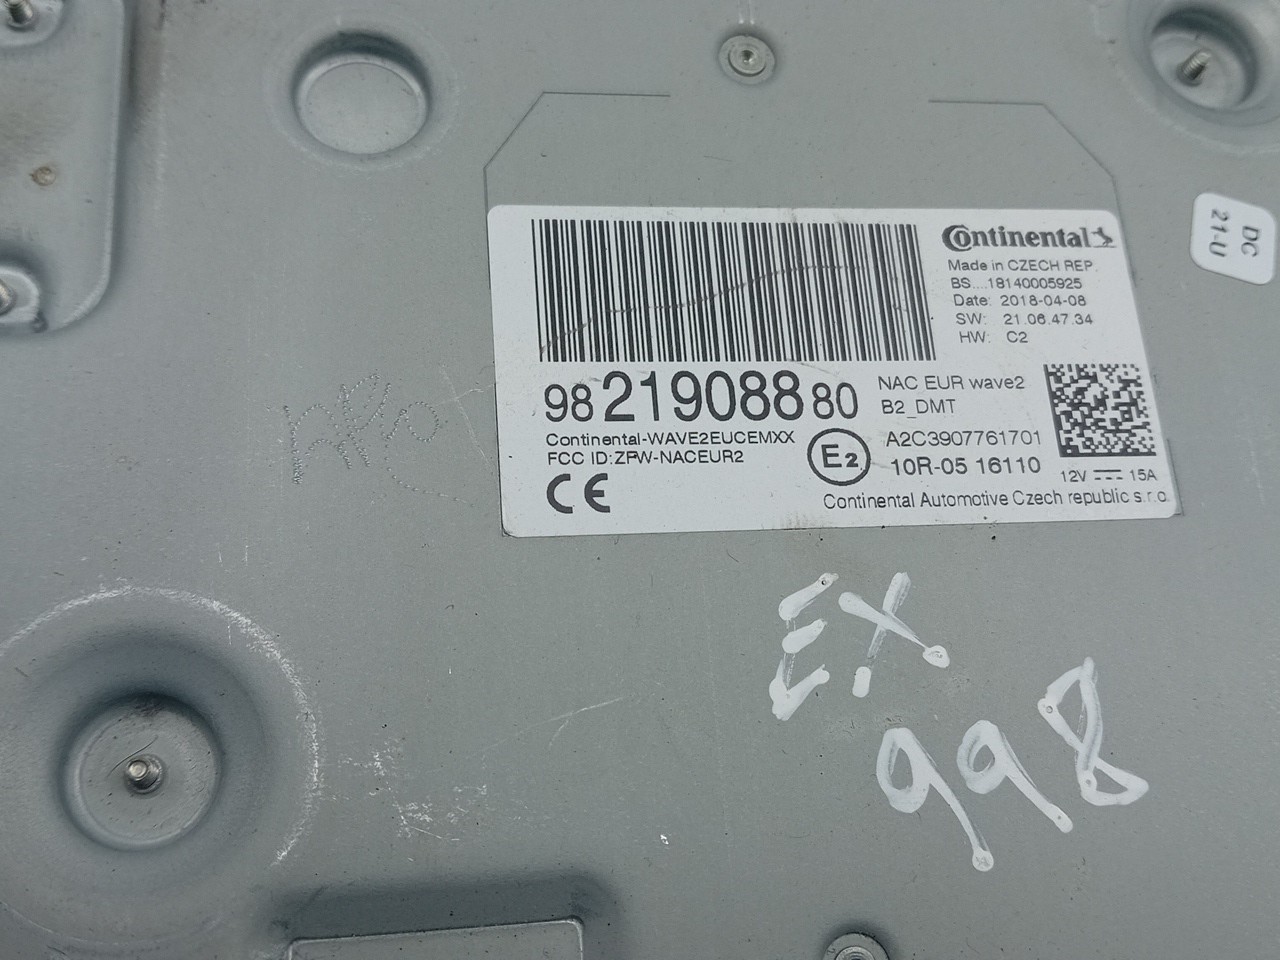 Continental
Made in CZECH REP.
BS....18140005925
Date: 2018-04-08
SW: 21.06.47.34
HW: C2
98 219088 80
NAC EUR wave2
B2_DMT
Continental-WAVE2EUCEMXX
FCC ID:ZPW-NACEUR2
E2
A2C3907761701
10R-05 16110
12V 15A
CE
Continental Automotive Czech republic s.r.o.
DC
21-U
EX
998